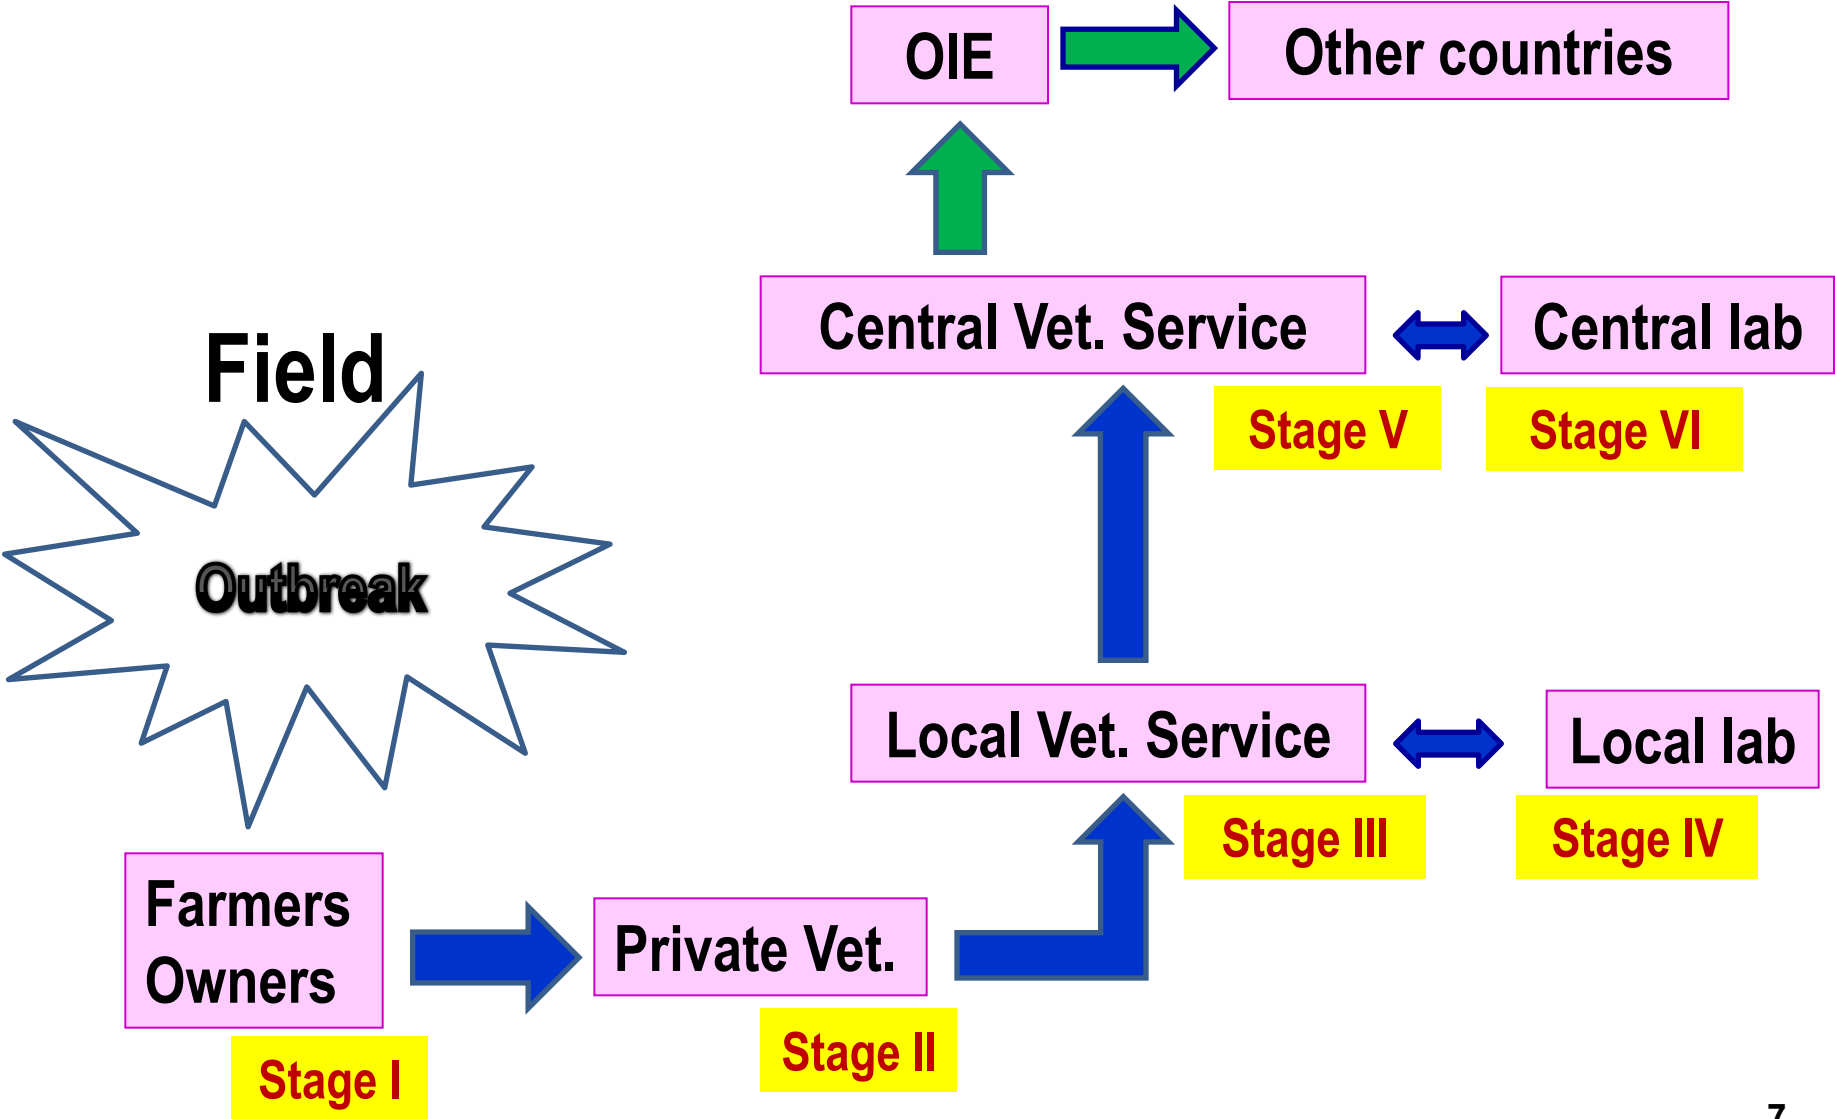 OIE
Other countries
Central Vet. Service
Central lab
Stage V
Stage VI
Field
Outbreak
Local Vet. Service
Local lab
Stage III
Stage IV
Farmers
Owners
Private Vet.
Stage I
Stage II
7